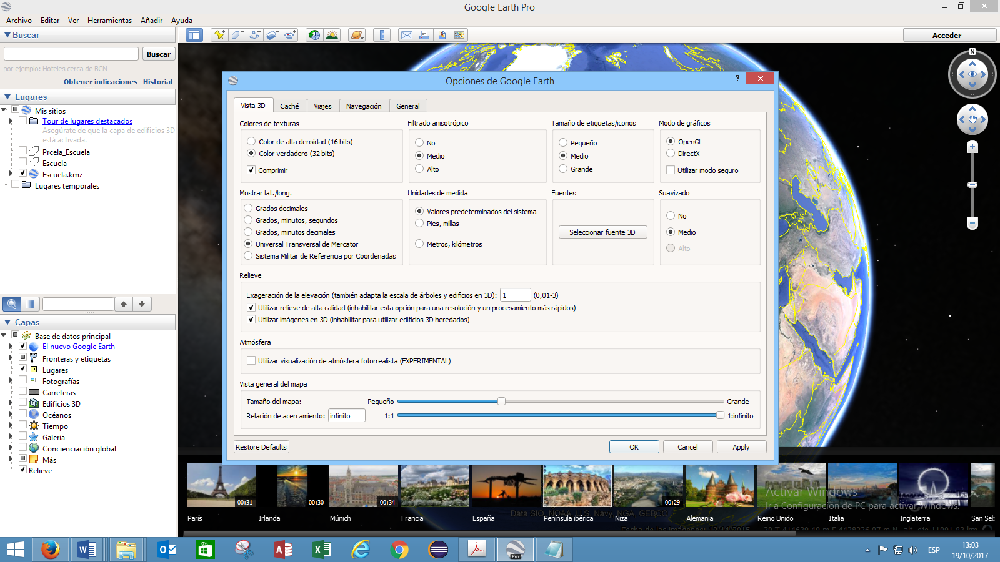 Google Earth Pro
Archivo Editar Ver Herramientas Añadir Ayuda
Buscar
Acceder
Buscar
por ejemplo: Hoteles cerca de BCN
Obtener indicaciones Historial
Lugares
Mis sitios
Tour de lugares destacados
Asegúrate de que la capa de edificios 3D
está activada.
Prcela_Escuela
Escuela
Escuela.kmz
Lugares temporales
Capas
Base de datos principal
El nuevo Google Earth
Fronteras y etiquetas
Lugares
Fotografías
Carreteras
Edificios 3D
Océanos
Tiempo
Galería
Concienciación global
Más
Relieve
N
Opciones de Google Earth
?
Vista 3D Caché Viajes Navegación General
Colores de texturas
Color de alta densidad (16 bits)
Color verdadero (32 bits)
Comprimir
Filtrado anisotrópico
No
Medio
Alto
Tamaño de etiquetas/iconos
Pequeño
Medio
Grande
Modo de gráficos
OpenGL
DirectX
Utilizar modo seguro
Mostrar lat./long.
Grados decimales
Grados, minutos, segundos
Grados, minutos decimales
Universal Transversal de Mercator
Sistema Militar de Referencia por Coordenadas
Unidades de medida
Valores predeterminados del sistema
Pies, millas
Metros, kilómetros
Fuentes
Seleccionar fuente 3D
Suavizado
No
Medio
Alto
Relieve
Exageración de la elevación (también adapta la escala de árboles y edificios en 3D): 1 (0,01-3)
Utilizar relieve de alta calidad (inhabilitar esta opción para una resolución y un procesamiento más rápidos)
Utilizar imágenes en 3D (inhabilitar para utilizar edificios 3D heredados)
Atmósfera
Utilizar visualización de atmósfera fotorrealista (EXPERIMENTAL)
Vista general del mapa
Tamaño del mapa: Pequeño Grande
Relación de acercamiento: infinito 1:1 1:infinito
Restore Defaults OK Cancel Apply
00:31 00:30 00:34 00:29
Activar Windows
Ir a Configuración de PC para activar Windows.
Data SIO, NOAA, U.S. Navy, NGA, GEBCO
París Irlanda Múnich Francia España Península ibérica Niza Alemania Reino Unido Italia Inglaterra San Seb
Fecha de las imágenes: 12/14/2015
Pro
ESP
13:03
19/10/2017